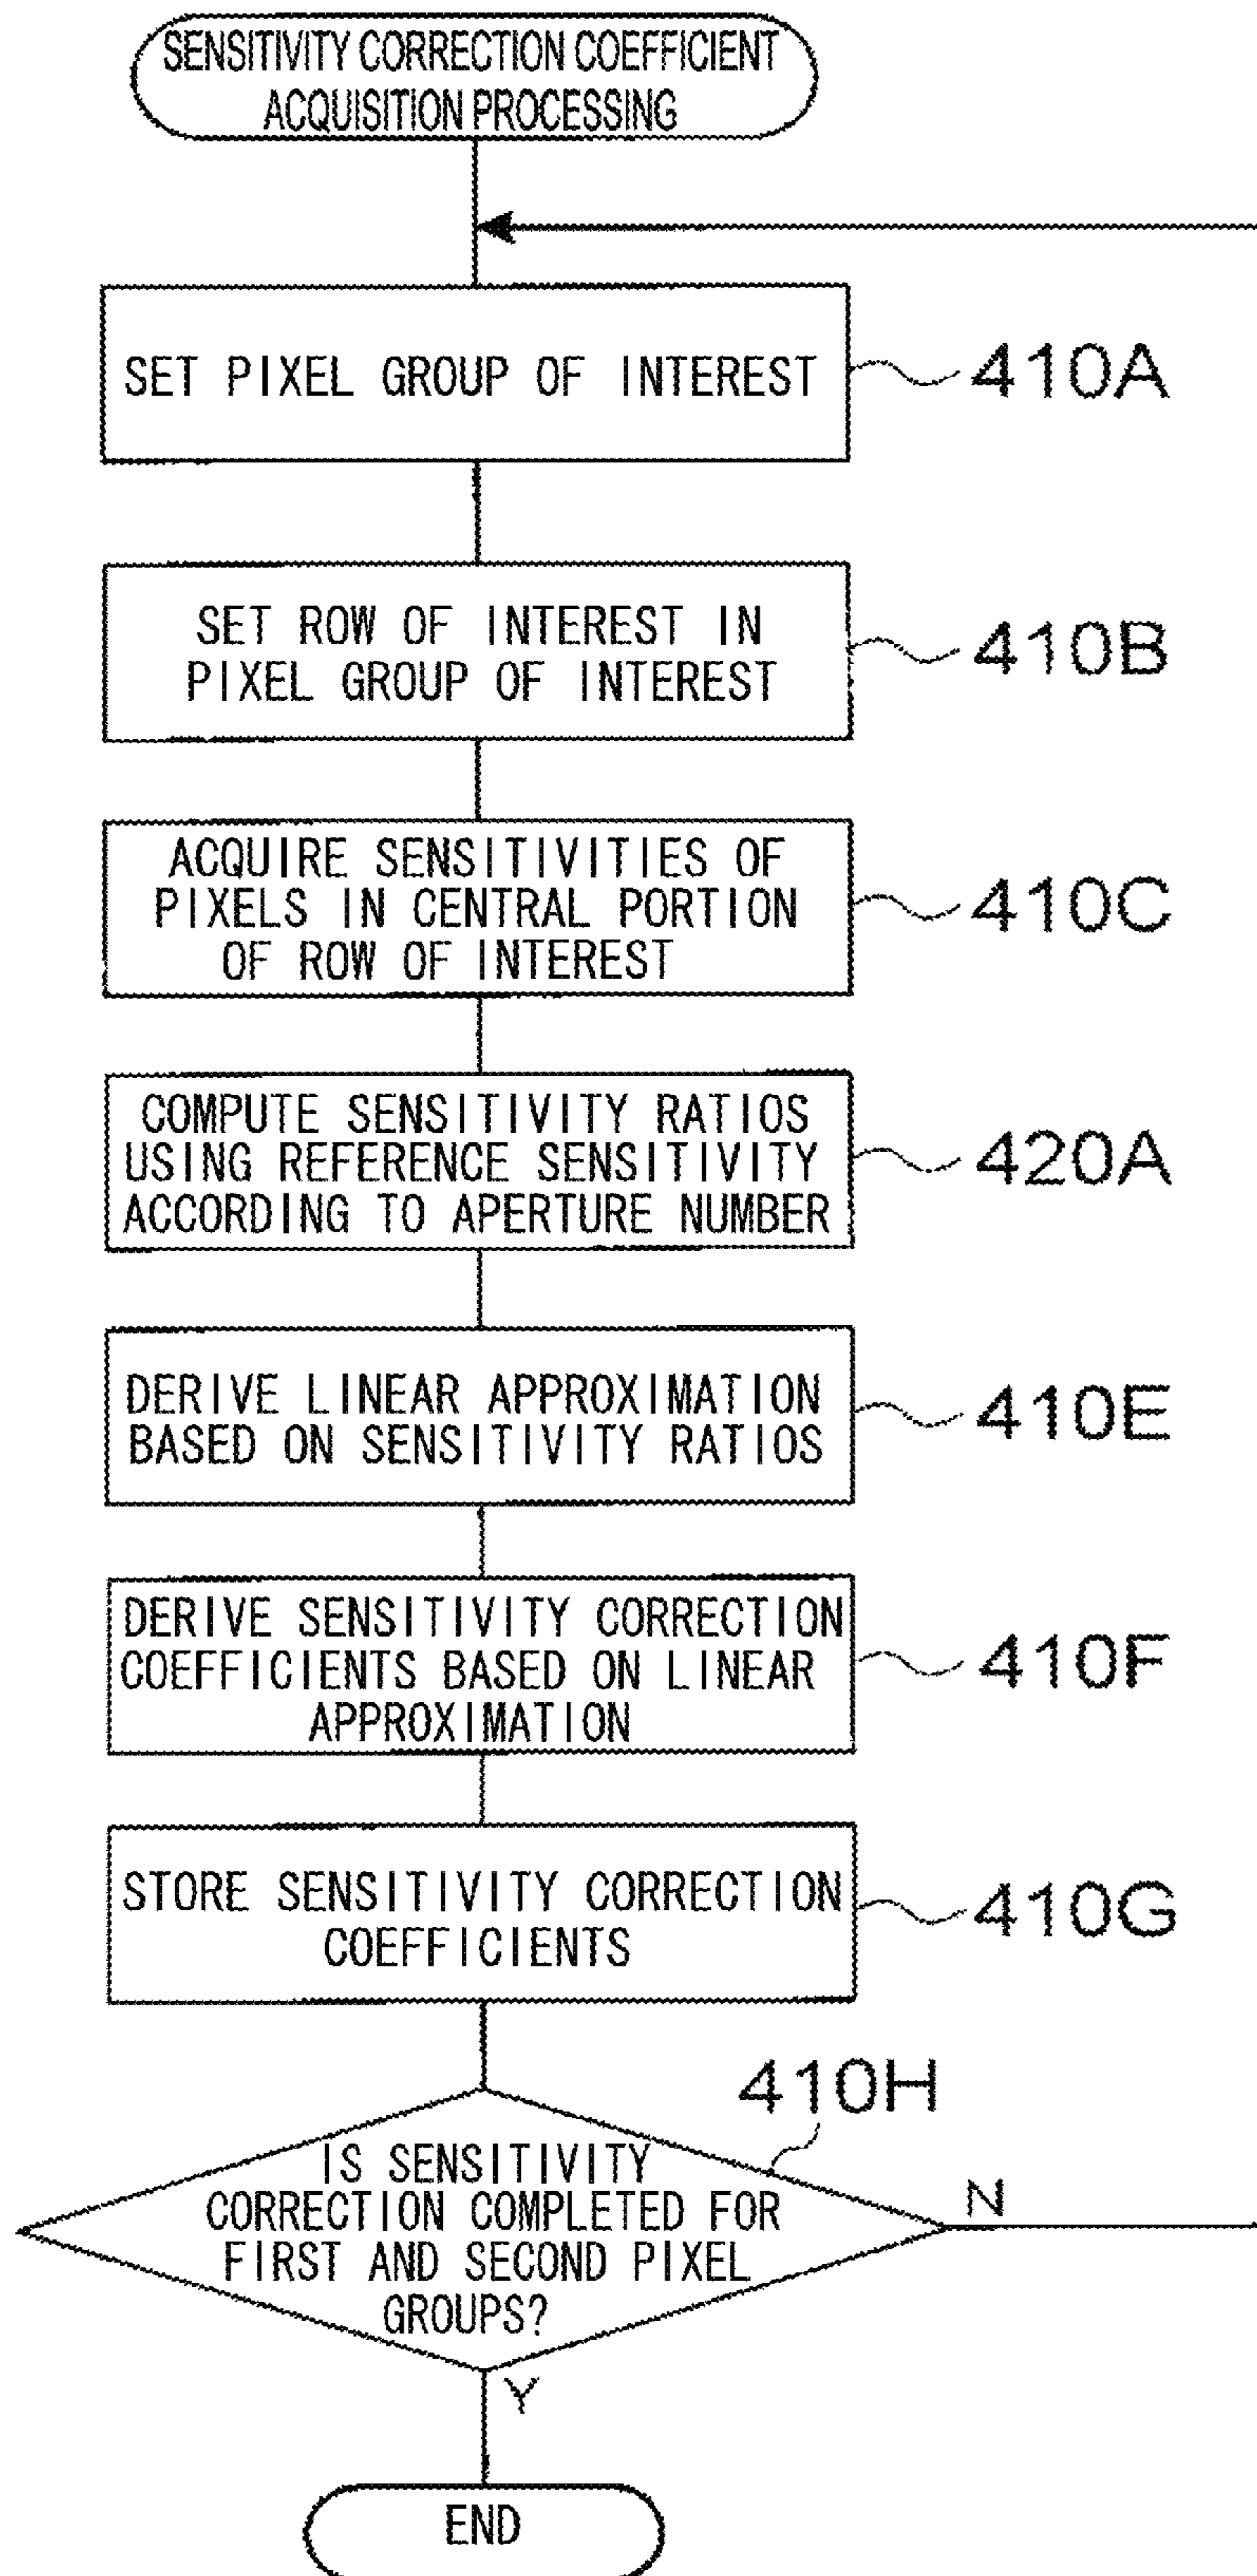 SENSITIVITY CORRECTION COEFFICIENT
ACQUISITION PROCESSING
SET PIXEL GROUP OF INTEREST
410A
SET ROW OF INTEREST IN
PIXEL GROUP OF INTEREST
410B
ACQUIRE SENSITIVITIES OF
PIXELS IN CENTRAL PORTION
OF ROW OF INTEREST
410C
COMPUTE SENSITIVITY RATIOS
USING REFERENCE SENSITIVITY
ACCORDING TO APERTURE NUMBER
420A
DERIVE LINEAR APPROXIMATION
BASED ON SENSITIVITY RATIOS
410E
DERIVE SENSITIVITY CORRECTION
COEFFICIENTS BASED ON LINEAR
APPROXIMATION
410F
STORE SENSITIVITY CORRECTION
COEFFICIENTS
410G
410H
IS SENSITIVITY
CORRECTION COMPLETED FOR
FIRST AND SECOND PIXEL
GROUPS?
N
Y
END